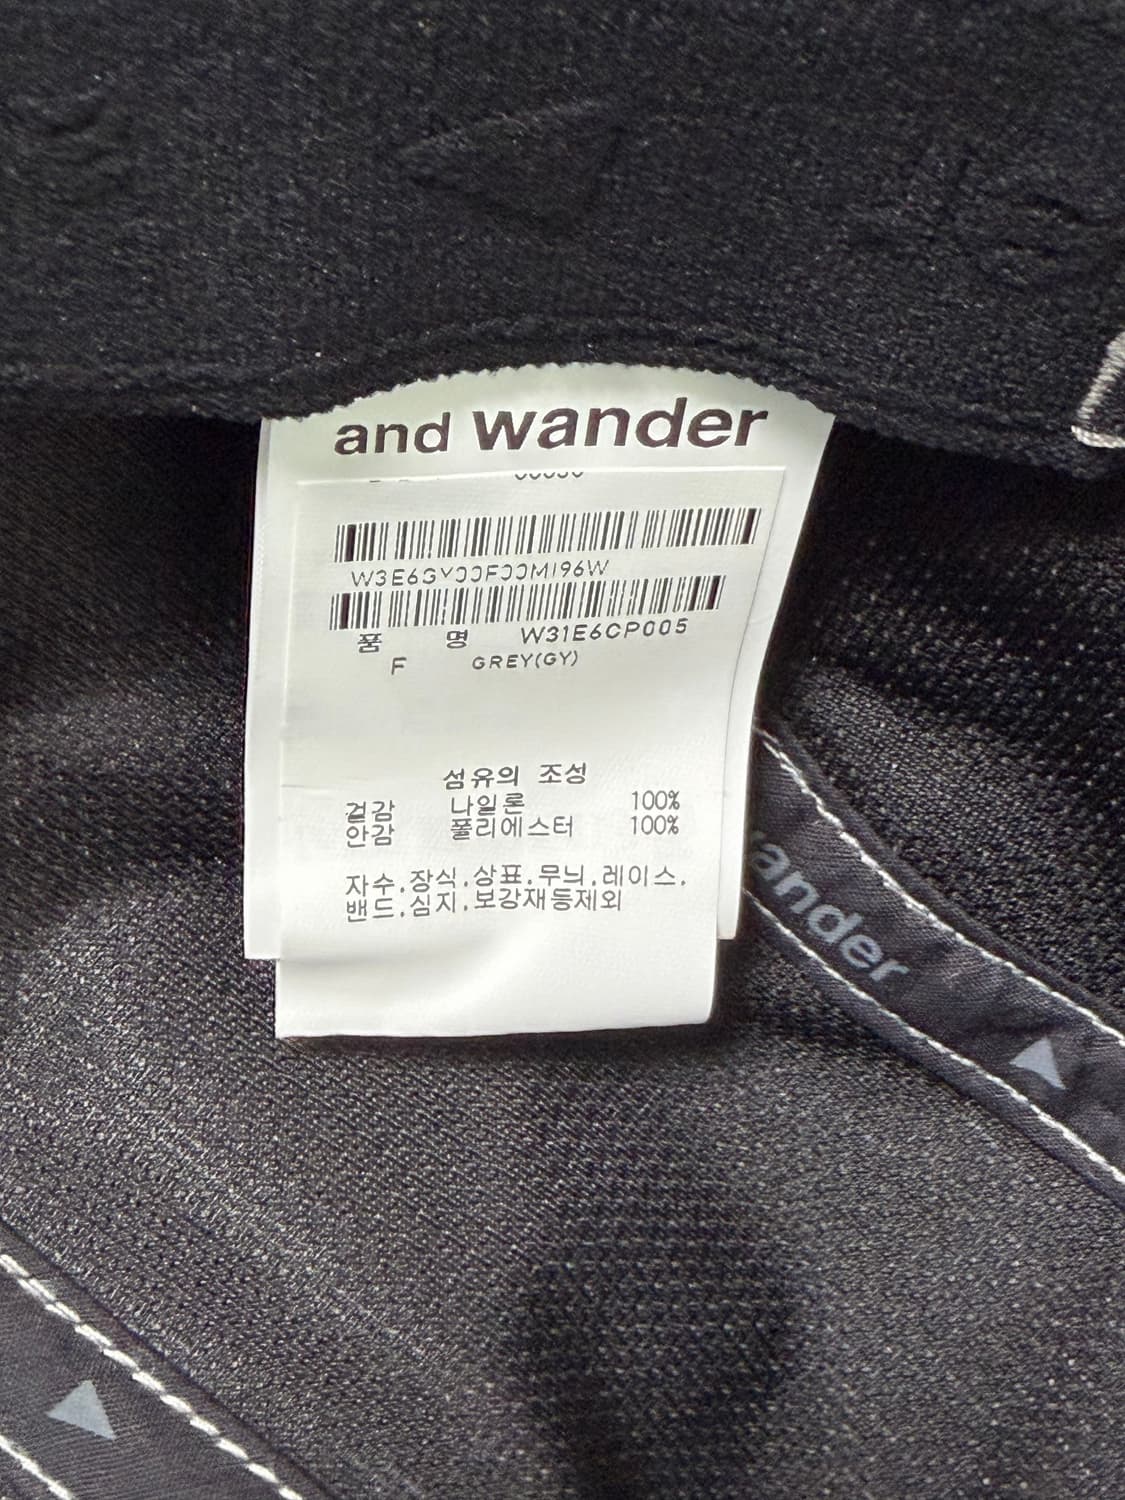 and wander
W3E6GY00F00MI96W
품 명 W31E6CP005
F GREY(GY)
섬유의 조성
겉감 나일론 100%
안감 폴리에스터 100%
자수.장식.상표.무늬.레이스.
밴드.심지.보강재등제외
wander